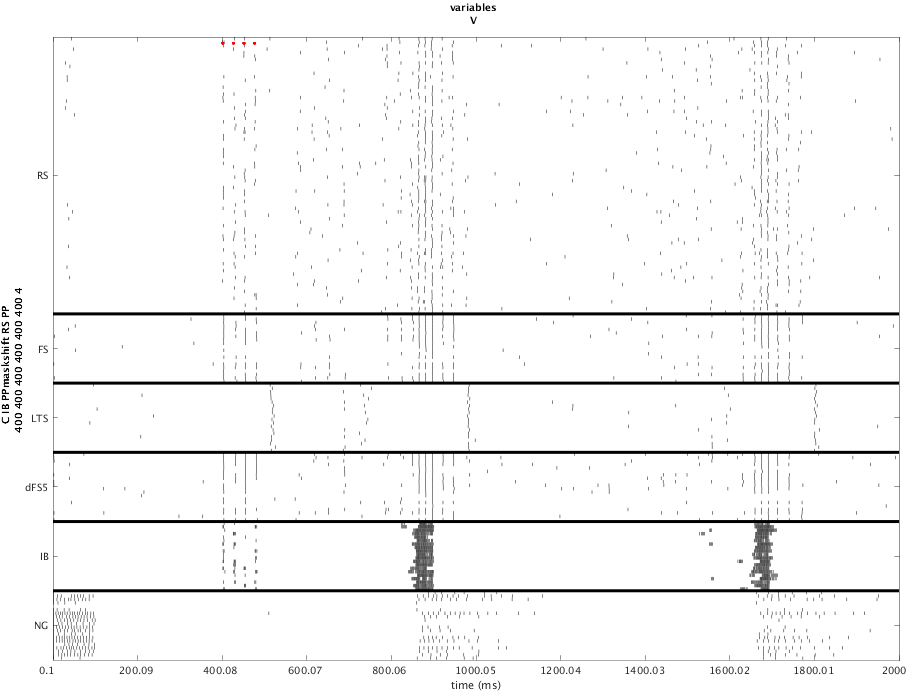 variables
V
C IB PPmaskshift RS PP
400 400 400 400 400 400 400 4
RS
FS
LTS
dFS5
IB
NG
0.1 200.09 400.08 600.07 800.06 1000.05 1200.04 1400.03 1600.02 1800.01 2000
time (ms)